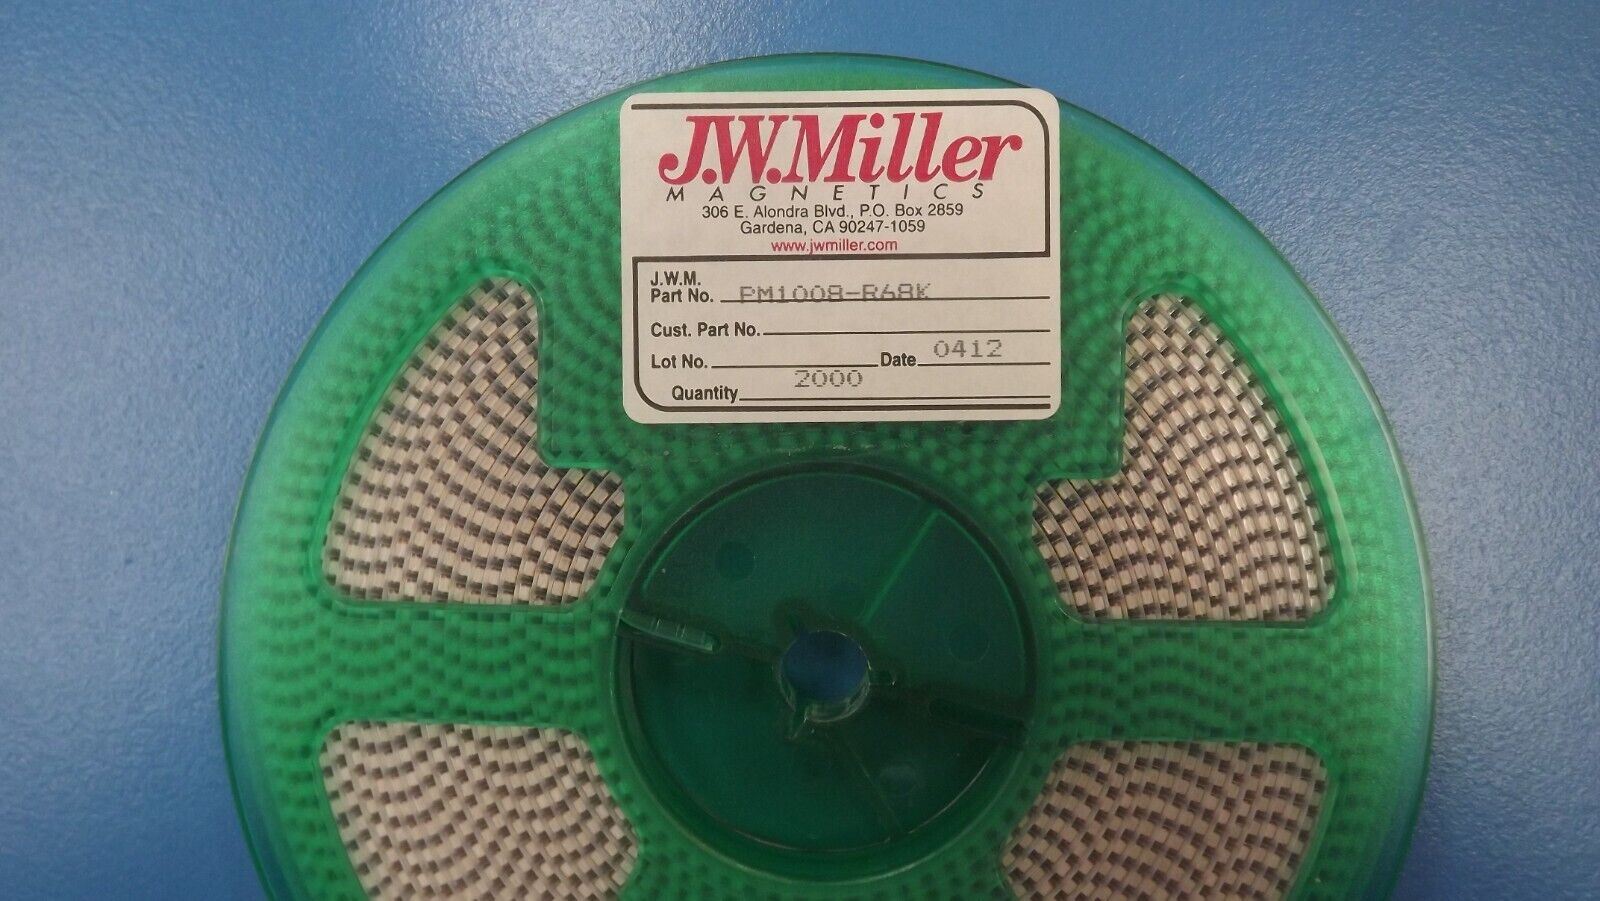 J.W.Miller
MAGNETICS
306 E. Alondra Blvd., P.O. Box 2859
Gardena, CA 90247-1059
www.jwmiller.com
J.W.M.
Part No. PM1008-R68K
Cust. Part No.
Lot No. Date 0412
Quantity 2000